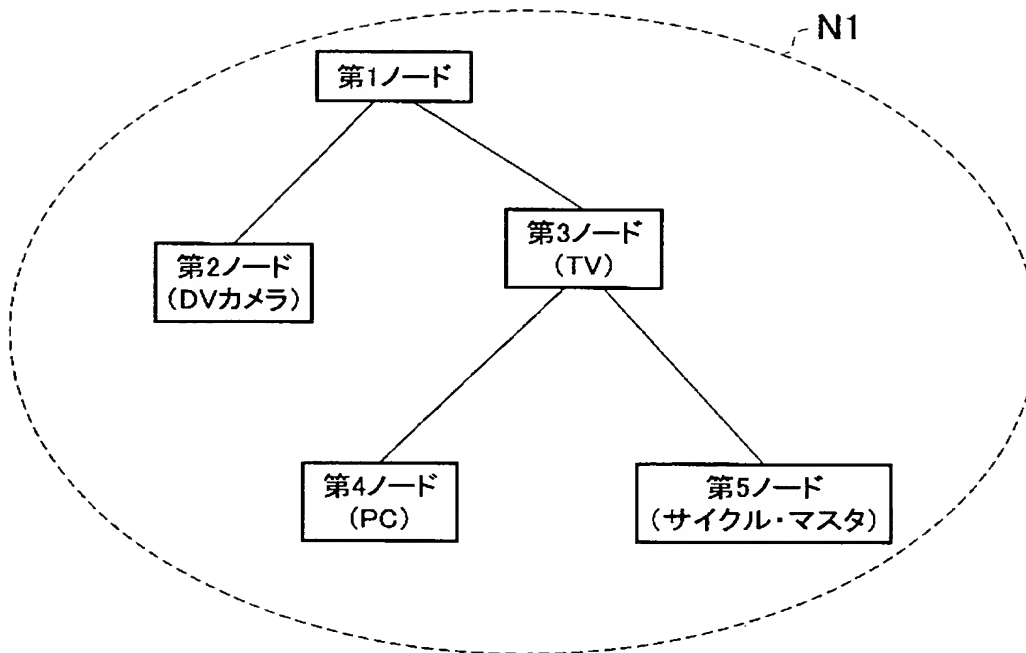 N1
第1ノード
第2ノード
(DVカメラ)
第3ノード
(TV)
第4ノード
(PC)
第5ノード
(サイクル・マスタ)